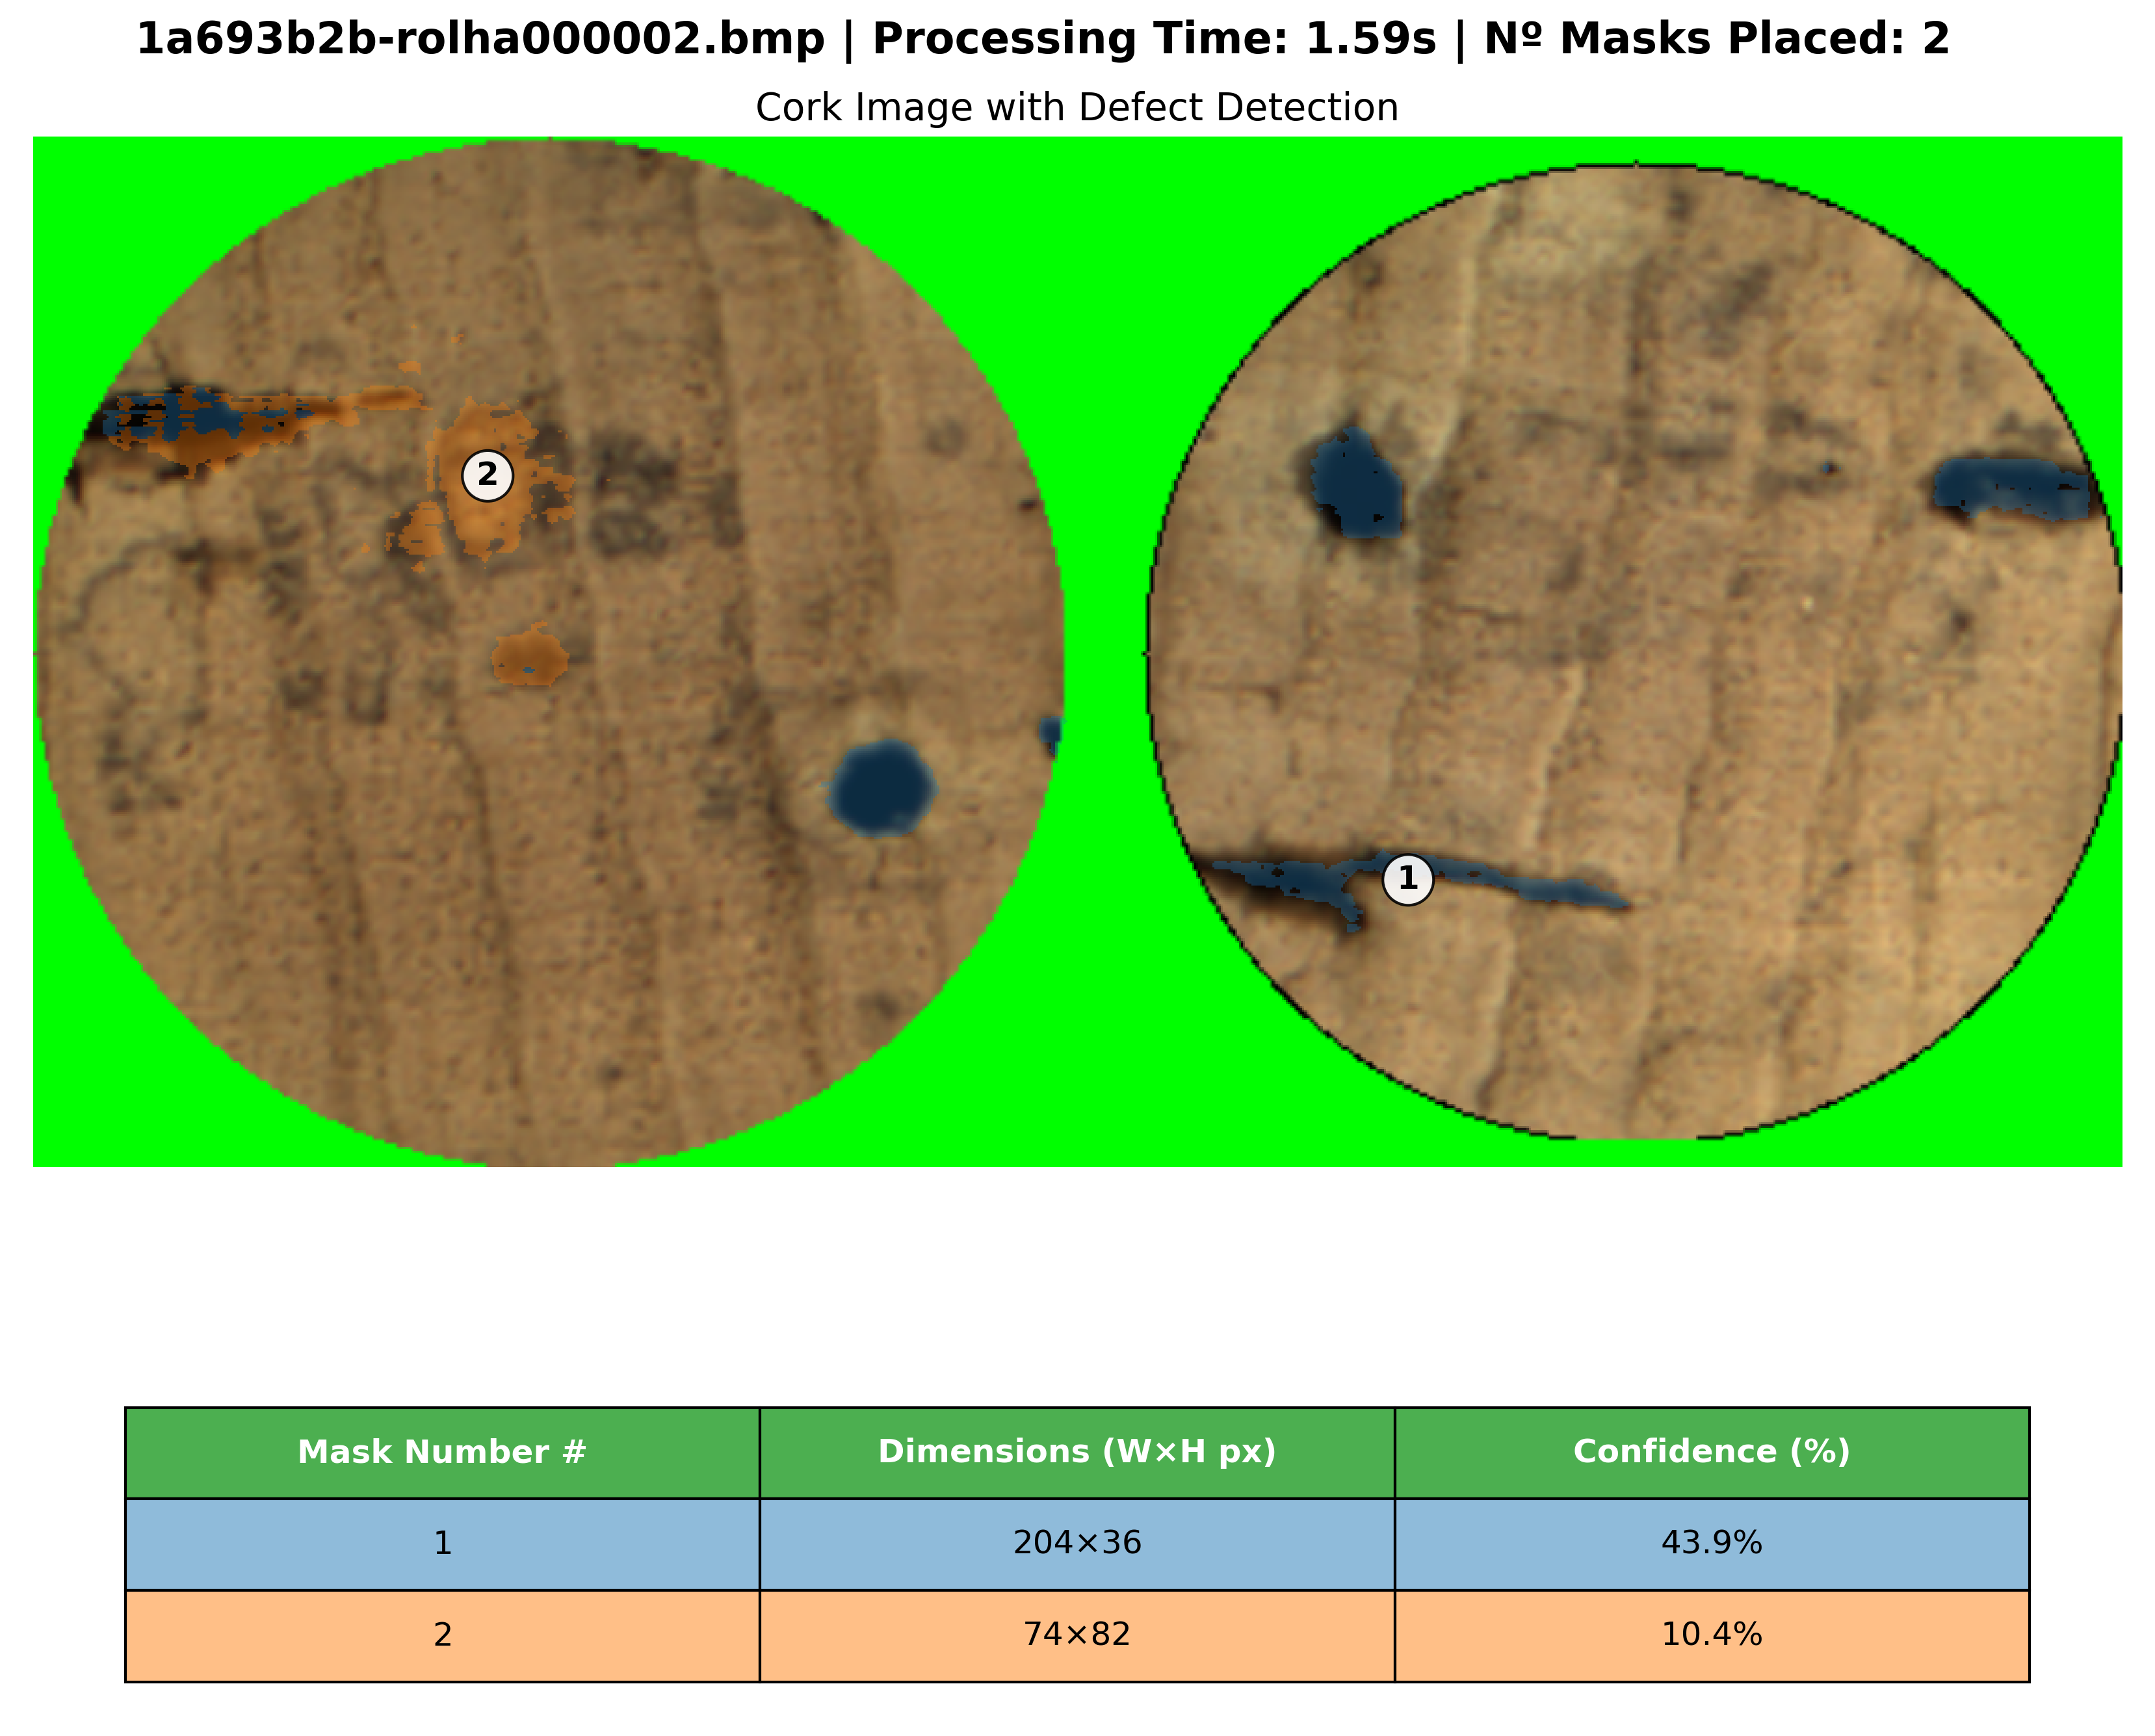 1a693b2b-rolha000002.bmp | Processing Time: 1.59s | Nº Masks Placed: 2
Cork Image with Defect Detection
2
1
Mask Number # Dimensions (W×H px) Confidence (%)
1 204×36 43.9%
2 74×82 10.4%